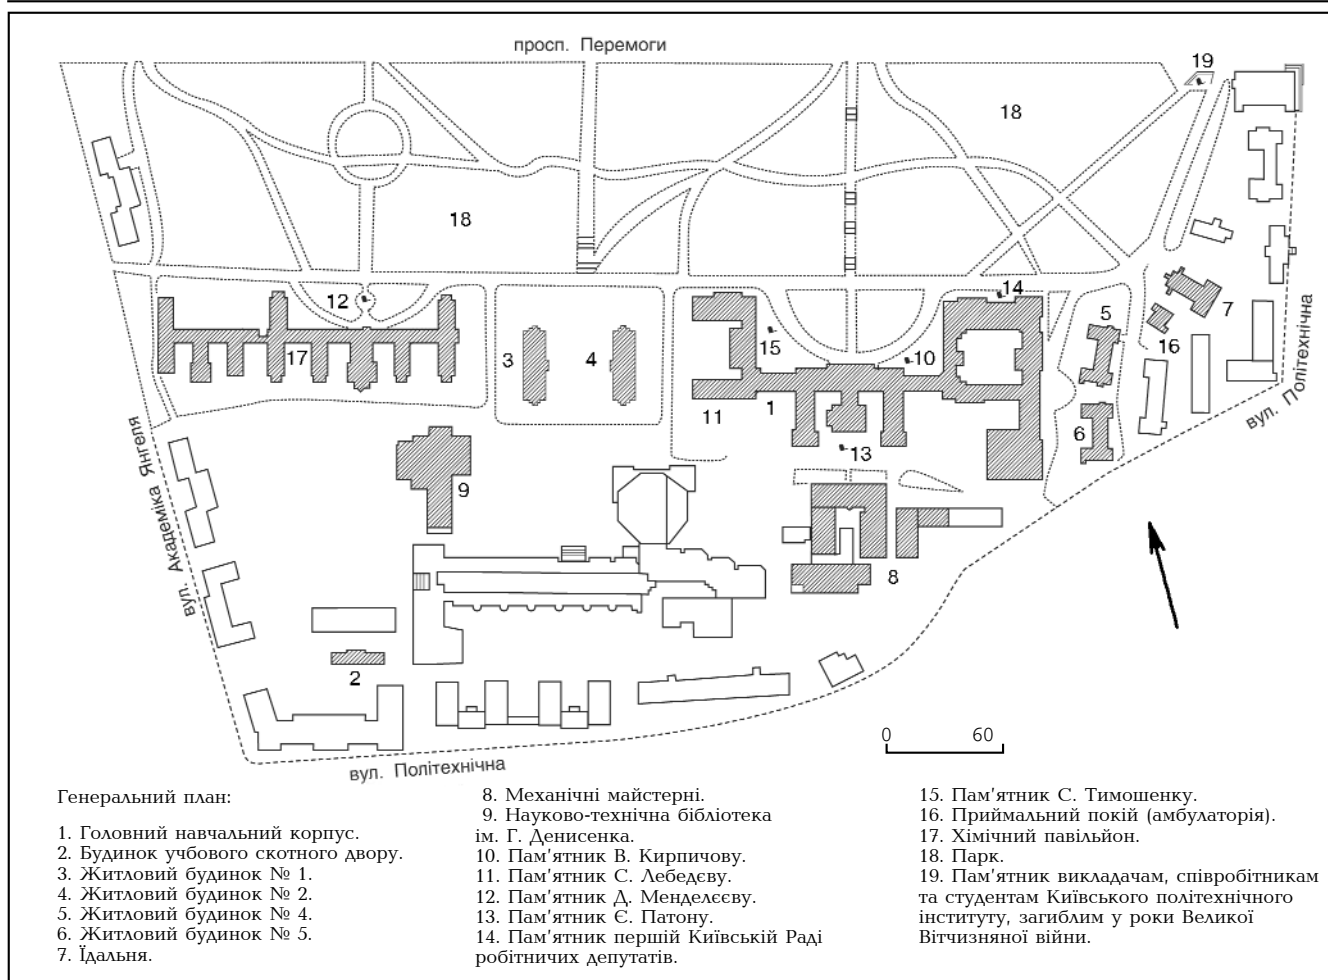 просп. Перемоги
19
18
18
12
14
7
5
3
4
17
15
10
16
11
1
6
13
вул. Політехнічна
вул. Академіка Янгеля
9
8
2
0 60
вул. Політехнічна
Генеральний план:
1. Головний навчальний корпус.
2. Будинок учбового скотного двору.
3. Житловий будинок № 1.
4. Житловий будинок № 2.
5. Житловий будинок № 4.
6. Житловий будинок № 5.
7. Їдальня.
8. Механічні майстерні.
9. Науково-технічна бібліотека
ім. Г. Денисенка.
10. Пам'ятник В. Кирпичову.
11. Пам'ятник С. Лебедєву.
12. Пам'ятник Д. Менделєєву.
13. Пам'ятник Є. Патону.
14. Пам'ятник першій Київській Раді
робітничих депутатів.
15. Пам'ятник С. Тимошенку.
16. Приймальний покій (амбулаторія).
17. Хімічний павільйон.
18. Парк.
19. Пам'ятник викладачам, співробітникам
та студентам Київського політехнічного
інституту, загиблим у роки Великої
Вітчизняної війни.